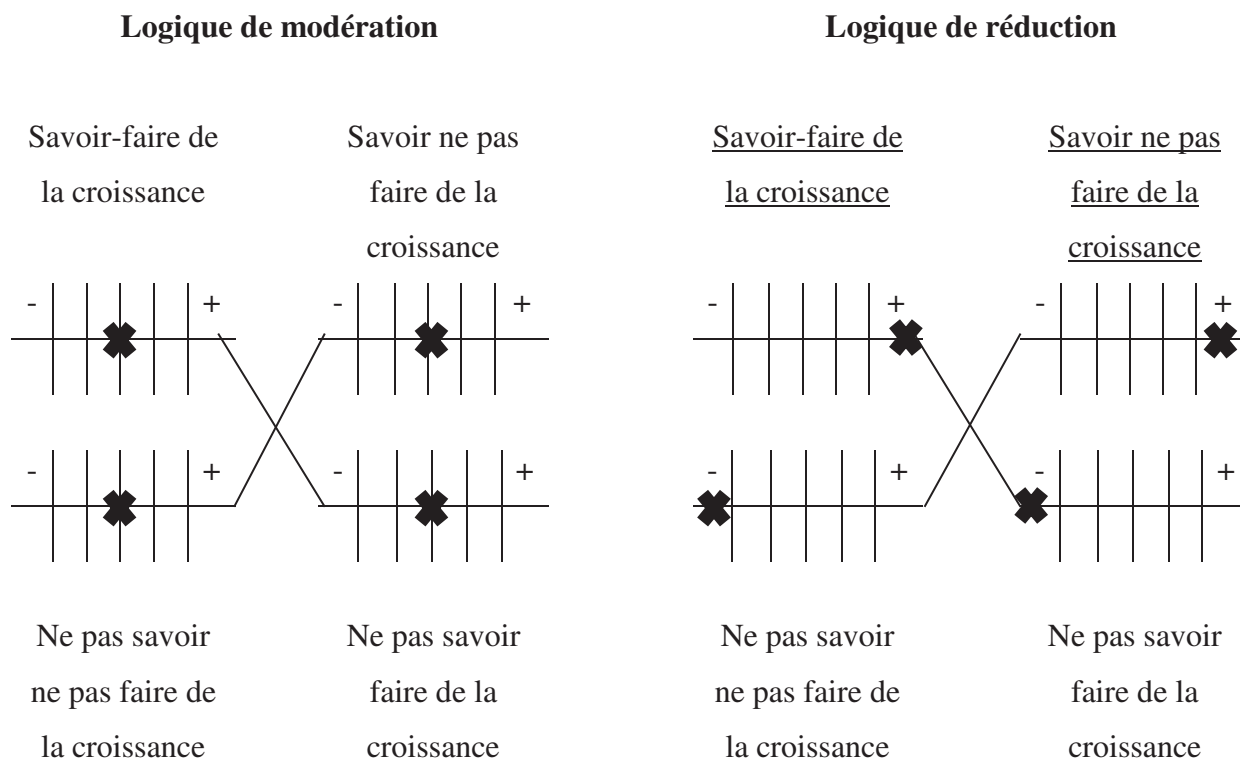 Logique de modération
Logique de réduction
Savoir-faire de
la croissance
Savoir ne pas
faire de la
croissance
Savoir-faire de
la croissance
Savoir ne pas
faire de la
croissance
- +
- +
- +
- +
- +
- +
- +
- +
Ne pas savoir
ne pas faire de
la croissance
Ne pas savoir
faire de la
croissance
Ne pas savoir
ne pas faire de
la croissance
Ne pas savoir
faire de la
croissance